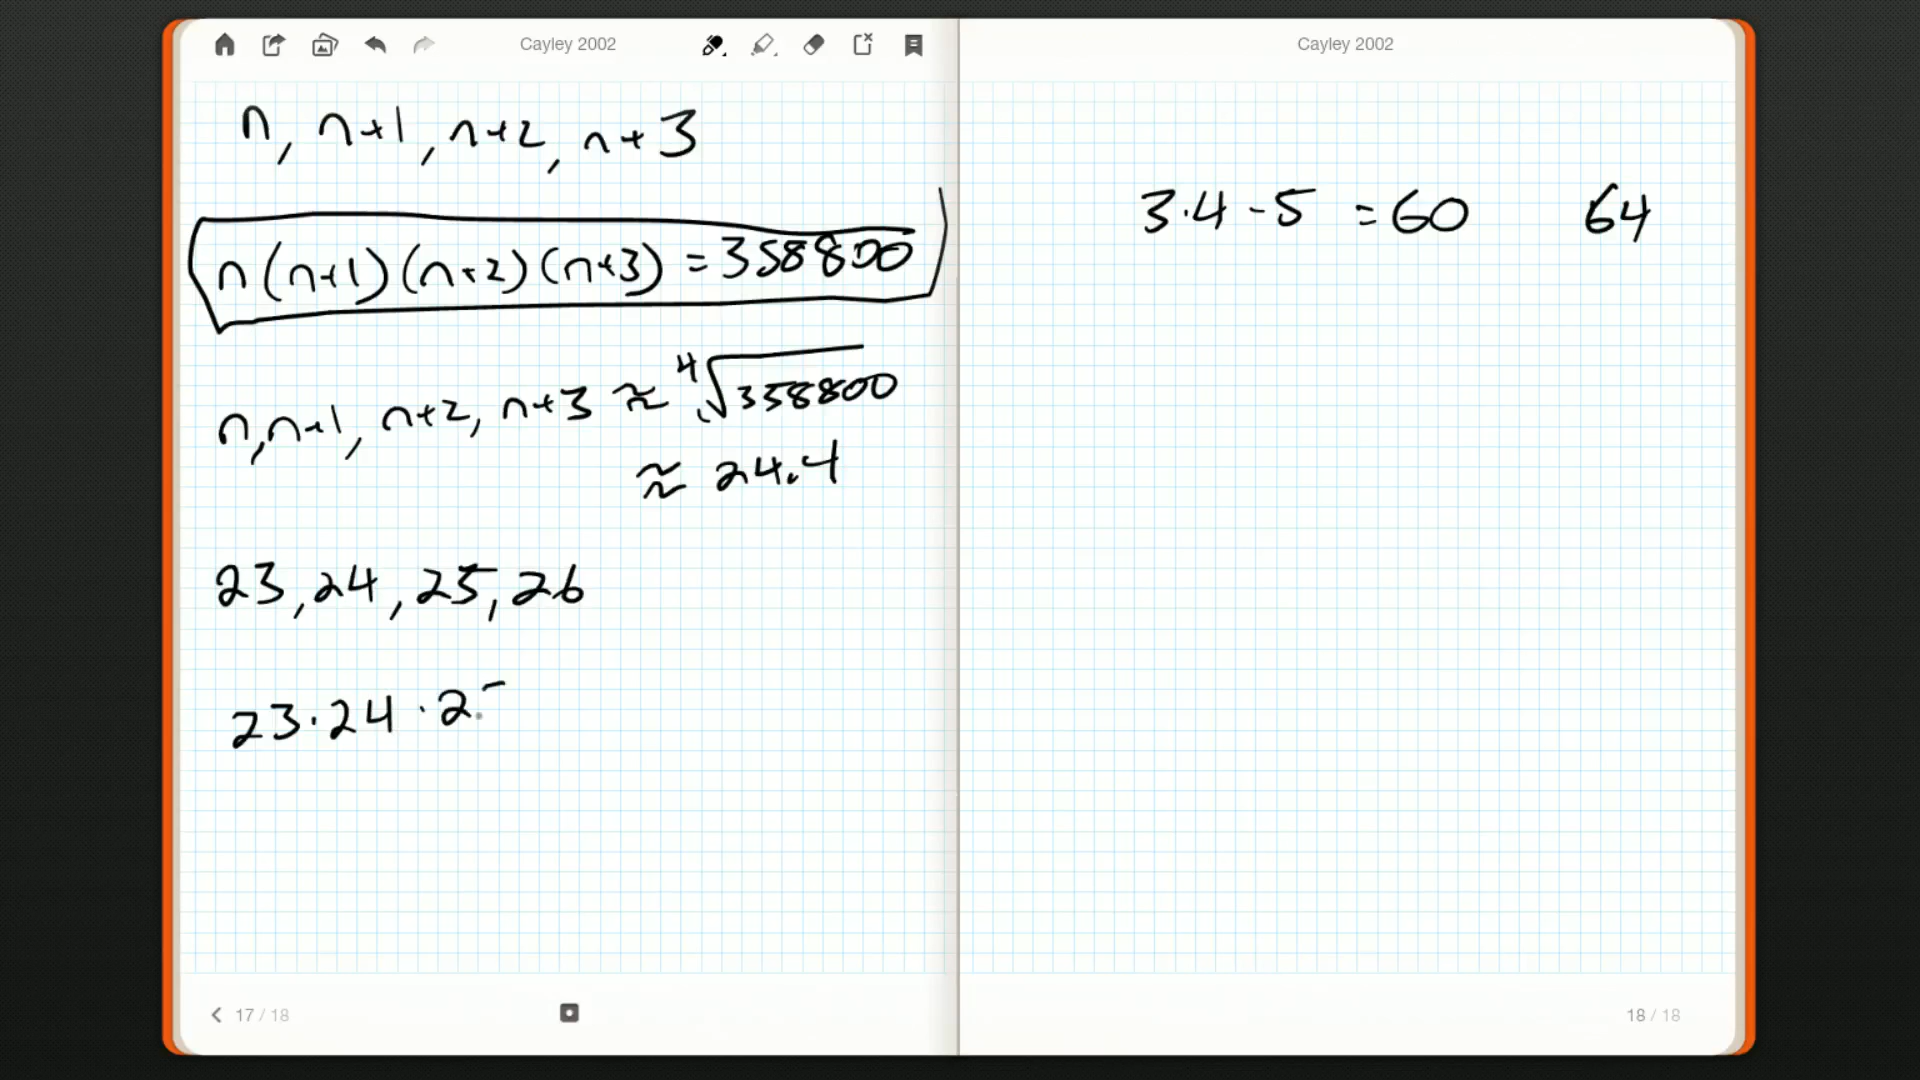 Cayley 2002
n, n+1, n+2, n+3
n(n+1)(n+2)(n+3) = 358800
n, n+1, n+2, n+3 ≈ ⁴√358800
≈ 24.4
23, 24, 25, 26
23·24·2
17 / 18
Cayley 2002
3·4-5 = 60 64
18 / 18